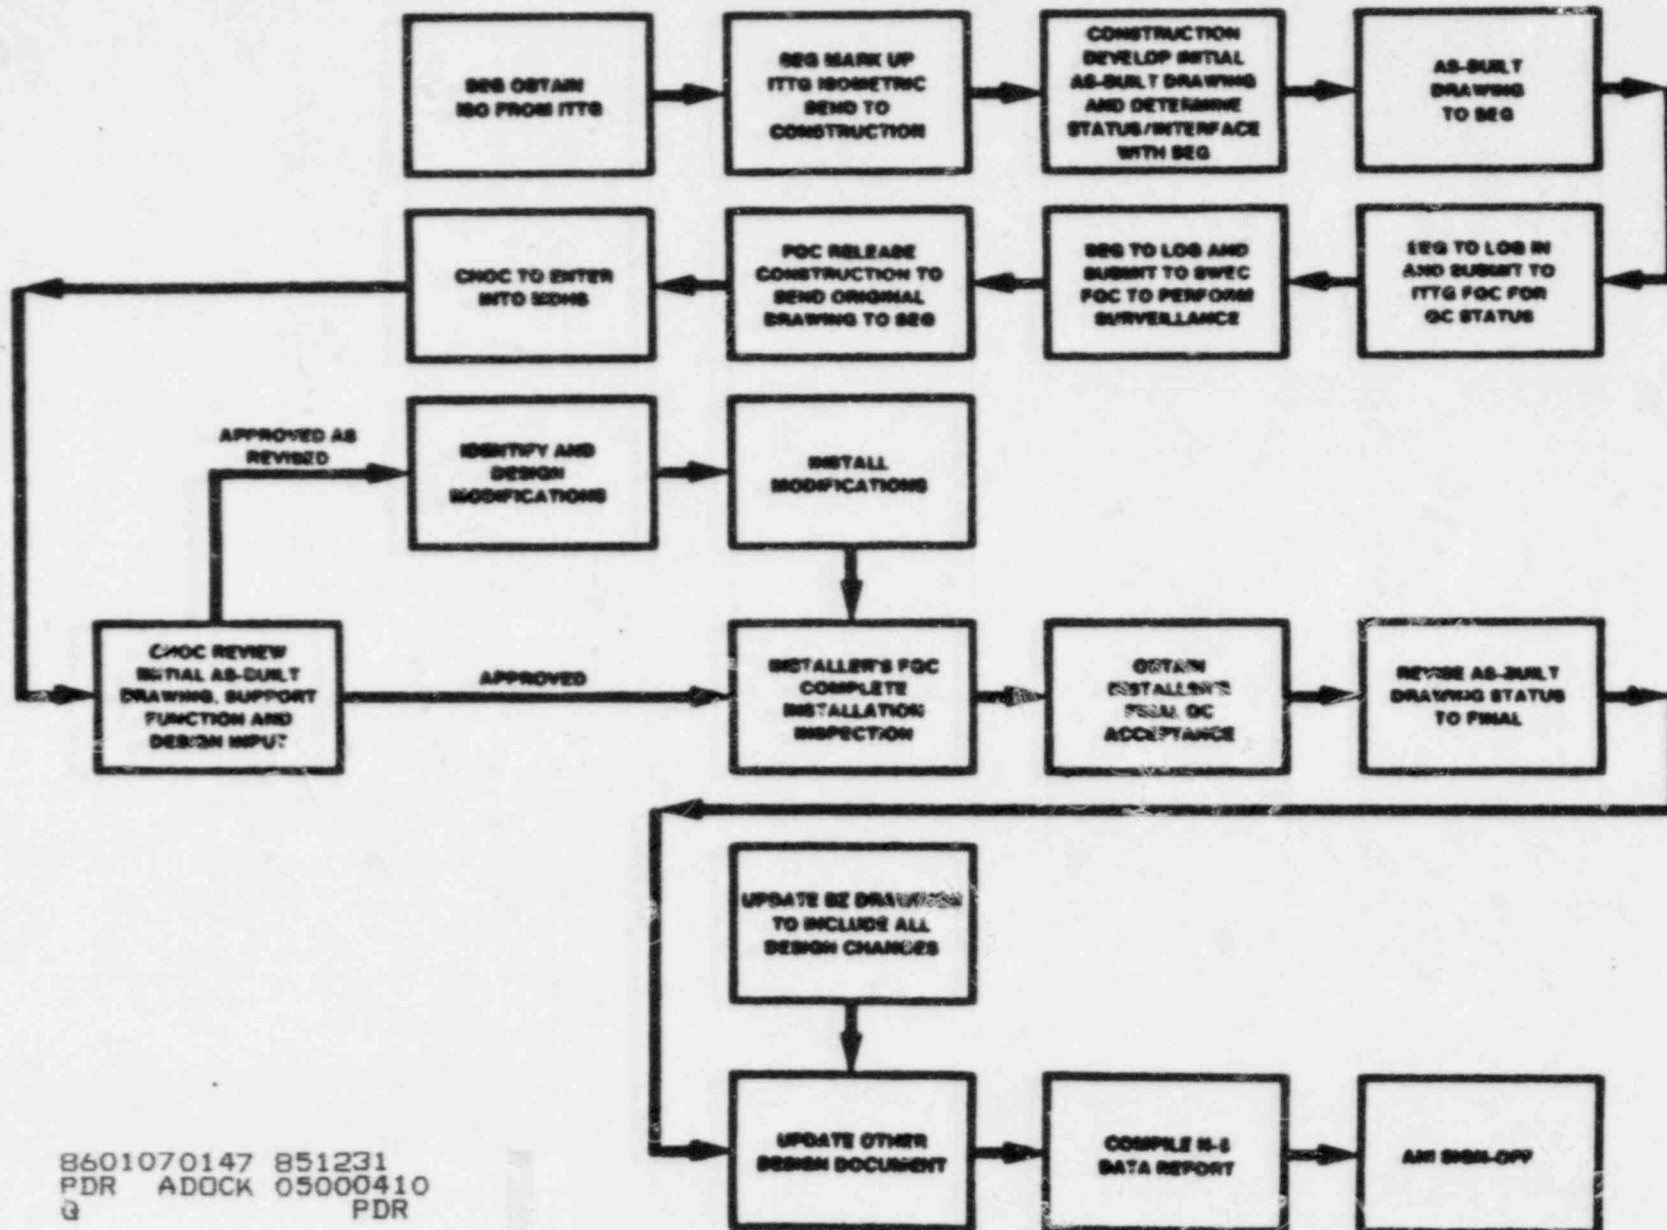 SEG OBTAIN
ISO FROM ITTG
SEG MARK UP
ITTG ISOMETRIC
SEND TO
CONSTRUCTION
CONSTRUCTION
DEVELOP INITIAL
AS-BUILT DRAWING
AND DETERMINE
STATUS/INTERFACE
WITH SEG
AS-BUILT
DRAWING
TO SEG
CHOC TO ENTER
INTO
FQC RELEASE
CONSTRUCTION TO
SEND ORIGINAL
DRAWING TO SEG
SEG TO LOG AND
SUBMIT TO SWEC
FQC TO PERFORM
SURVEILLANCE
SEG TO LOG IN
AND SUBMIT TO
ITTG FQC FOR
QC STATUS
APPROVED AS
REVISED
IDENTIFY AND
DESIGN
MODIFICATIONS
INSTALL
MODIFICATIONS
CHOC REVIEW
INITIAL AS-BUILT
DRAWING, SUPPORT
FUNCTION AND
DESIGN INPUT
APPROVED
INSTALLER'S FQC
COMPLETE
INSTALLATION
INSPECTION
OBTAIN
INSTALLER'S
FINAL QC
ACCEPTANCE
REVISE AS-BUILT
DRAWING STATUS
TO FINAL
UPDATE BZ DRAWINGS
TO INCLUDE ALL
DESIGN CHANGES
UPDATE OTHER
DESIGN DOCUMENT
COMPILE N-5
DATA REPORT
ANI SIGN-OFF
8601070147 851231
PDR ADOCK 05000410
Q PDR